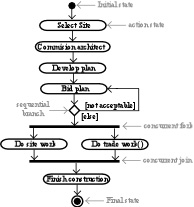 Initial state
Select Site
action state
Commision architect
Develop plan
Bid plan
sequential
branch
[not acceptable]
[else]
concurrent fork
Do site work
Do trade work()
concurrent join
Finish construction
Final state